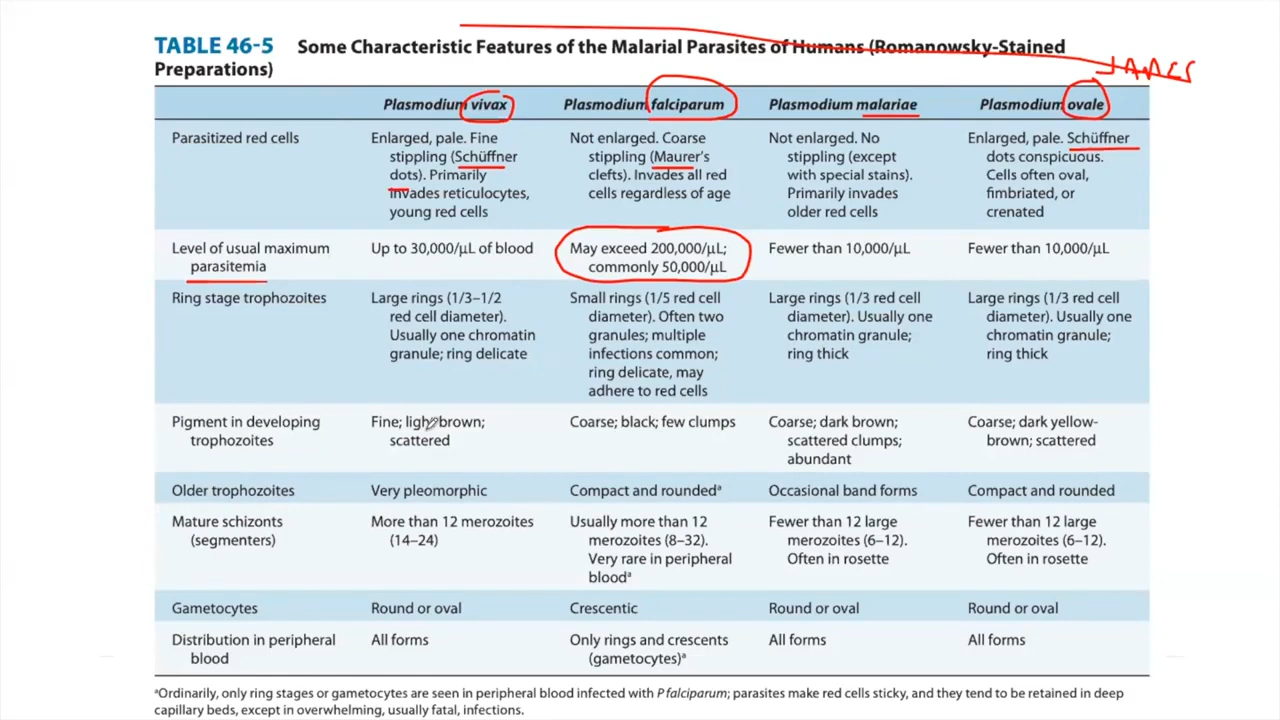 TABLE 46-5 Some Characteristic Features of the Malarial Parasites of Humans (Romanowsky-Stained
Preparations)
JAMES
Plasmodium vivax Plasmodium falciparum Plasmodium malariae Plasmodium ovale
Parasitized red cells Enlarged, pale. Fine Not enlarged. Coarse Not enlarged. No Enlarged, pale. Schüffner
stippling (Schüffner stippling (Maurer's stippling (except dots conspicuous.
dots). Primarily clefts). Invades all red with special stains). Cells often oval,
invades reticulocytes, cells regardless of age Primarily invades fimbriated, or
young red cells older red cells crenated
Level of usual maximum Up to 30,000/µL of blood May exceed 200,000/µL; Fewer than 10,000/µL Fewer than 10,000/µL
parasitemia commonly 50,000/µL
Ring stage trophozoites Large rings (1/3–1/2 Small rings (1/5 red cell Large rings (1/3 red cell Large rings (1/3 red cell
red cell diameter). diameter). Often two diameter). Usually one diameter). Usually one
Usually one chromatin granules; multiple chromatin granule; chromatin granule;
granule; ring delicate infections common; ring thick ring thick
ring delicate, may
adhere to red cells
Pigment in developing Fine; light brown; Coarse; black; few clumps Coarse; dark brown; Coarse; dark yellow-
trophozoites scattered scattered clumps; brown; scattered
abundant
Older trophozoites Very pleomorphic Compact and roundedᵃ Occasional band forms Compact and rounded
Mature schizonts More than 12 merozoites Usually more than 12 Fewer than 12 large Fewer than 12 large
(segmenters) (14–24) merozoites (8–32). merozoites (6–12). merozoites (6–12).
Very rare in peripheral Often in rosette Often in rosette
bloodᵃ
Gametocytes Round or oval Crescentic Round or oval Round or oval
Distribution in peripheral All forms Only rings and crescents All forms All forms
blood (gametocytes)ᵃ
ᵃOrdinarily, only ring stages or gametocytes are seen in peripheral blood infected with P falciparum; parasites make red cells sticky, and they tend to be retained in deep
capillary beds, except in overwhelming, usually fatal, infections.